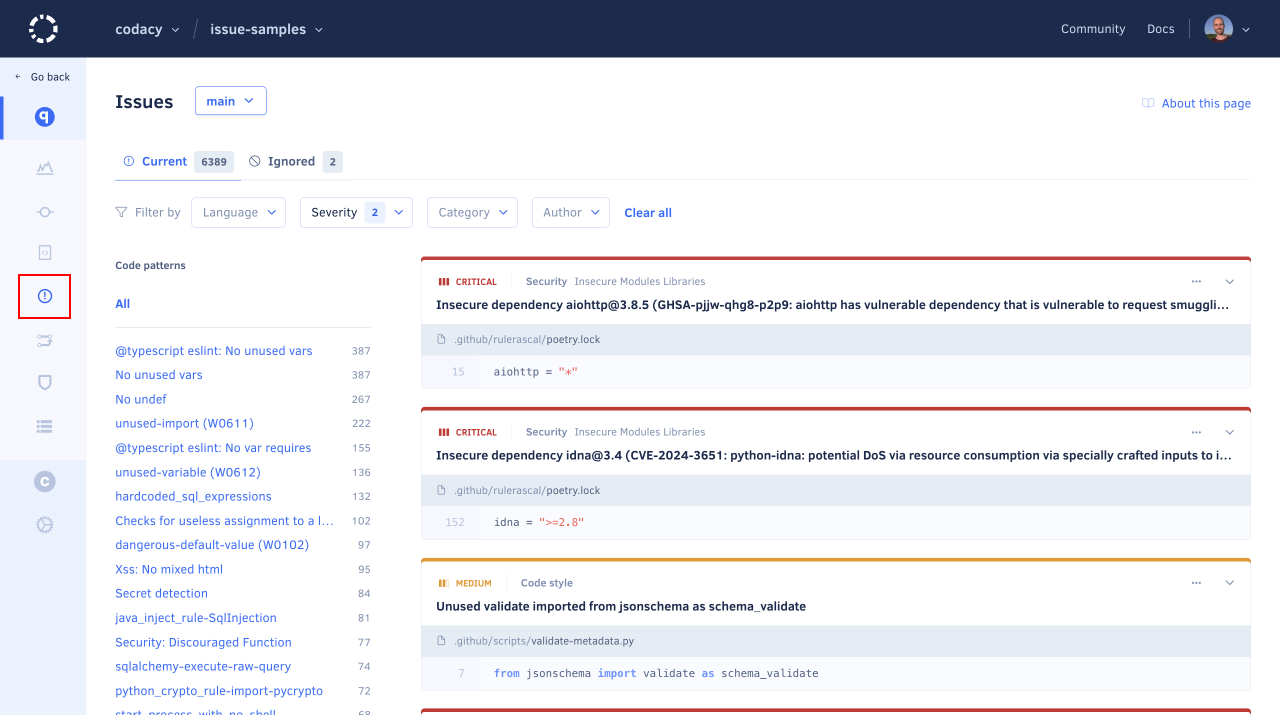 codacy issue-samples Community Docs
Go back
Issues main About this page
Current 6389 Ignored 2
Filter by Language Severity 2 Category Author Clear all
Code patterns
All
@typescript eslint: No unused vars 387
No unused vars 387
No undef 267
unused-import (W0611) 222
@typescript eslint: No var requires 155
unused-variable (W0612) 136
hardcoded_sql_expressions 132
Checks for useless assignment to a l... 102
dangerous-default-value (W0102) 97
Xss: No mixed html 95
Secret detection 84
java_inject_rule-SqlInjection 81
Security: Discouraged Function 77
sqlalchemy-execute-raw-query 74
python_crypto_rule-import-pycrypto 72
start_process_with_no_shell 68
CRITICAL Security Insecure Modules Libraries
Insecure dependency aiohttp@3.8.5 (GHSA-pjjw-qhg8-p2p9: aiohttp has vulnerable dependency that is vulnerable to request smuggli...
.github/rulerascal/poetry.lock
15 aiohttp = "*"
CRITICAL Security Insecure Modules Libraries
Insecure dependency idna@3.4 (CVE-2024-3651: python-idna: potential DoS via resource consumption via specially crafted inputs to i...
.github/rulerascal/poetry.lock
152 idna = ">=2.8"
MEDIUM Code style
Unused validate imported from jsonschema as schema_validate
.github/scripts/validate-metadata.py
7 from jsonschema import validate as schema_validate